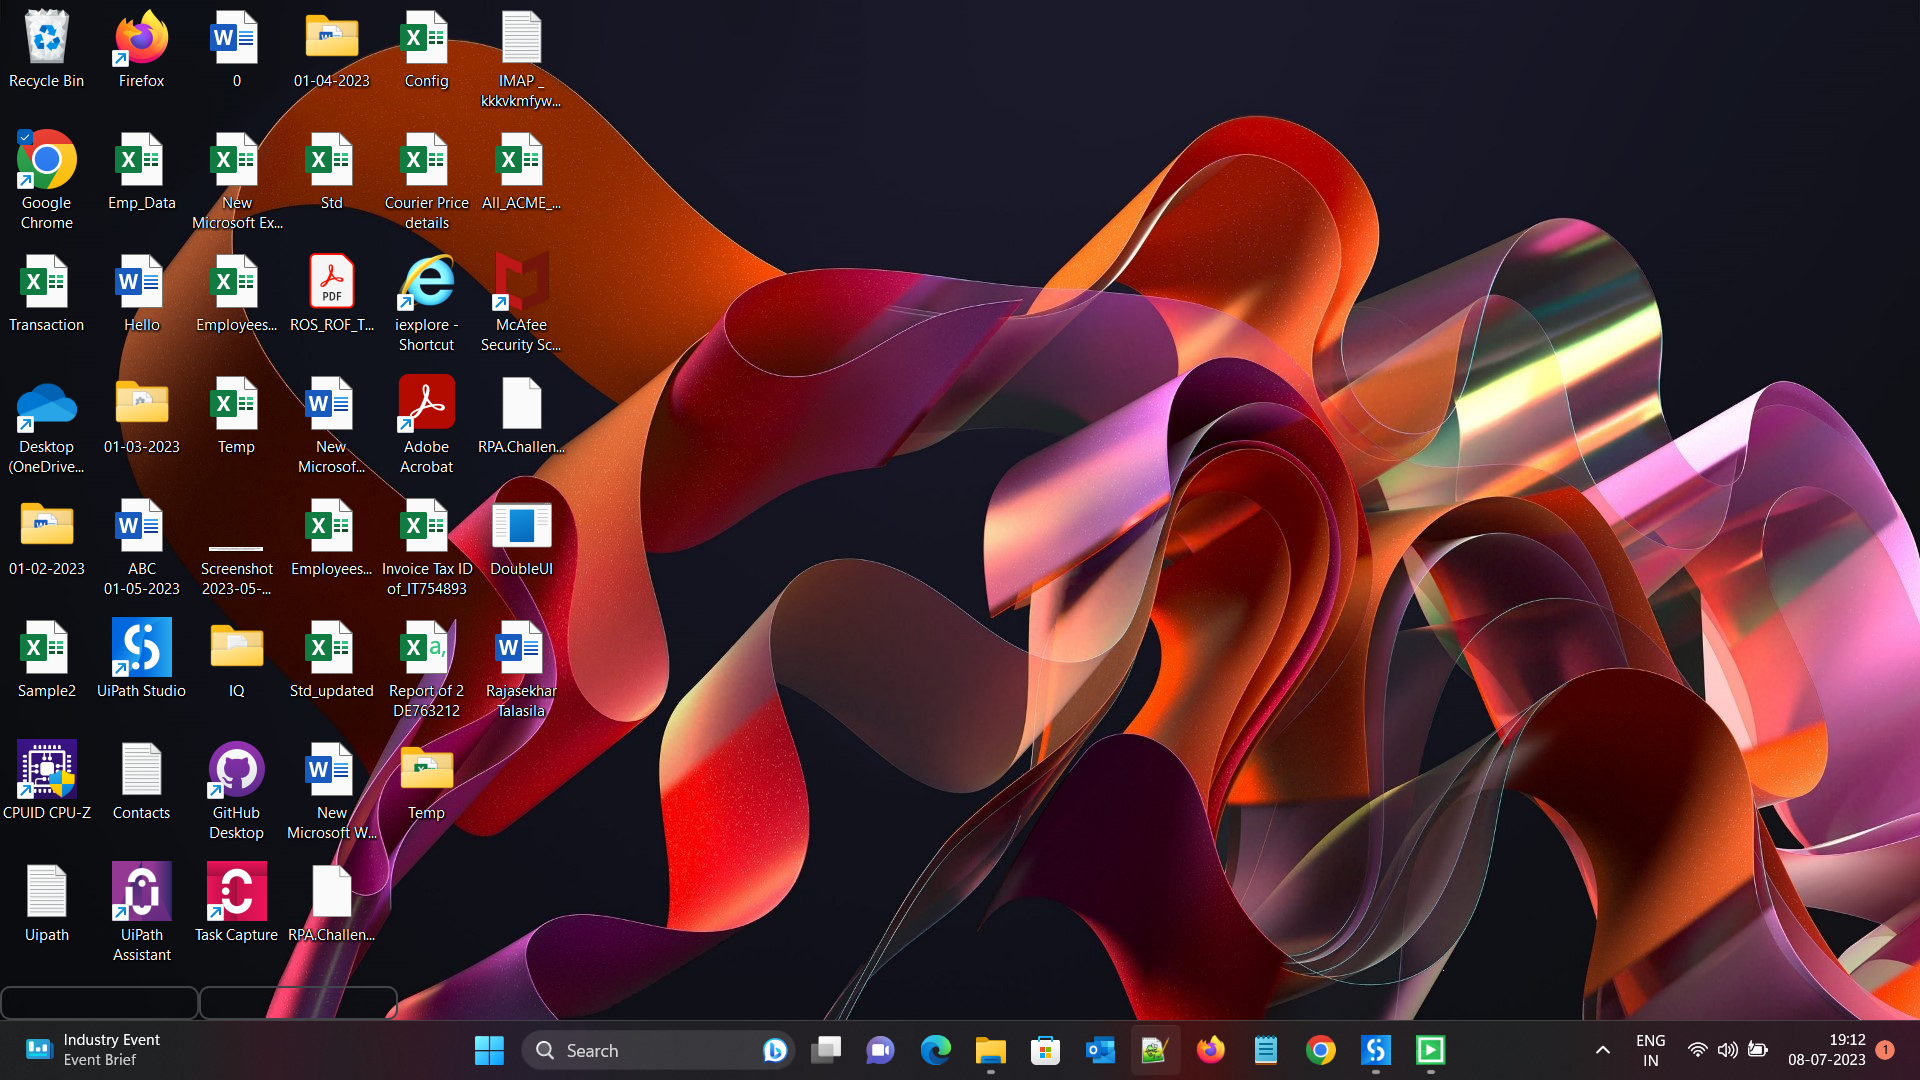 Recycle Bin
Firefox
0
01-04-2023
Config
IMAP _
kkkvkmfyw...
Google
Chrome
Emp_Data
New
Microsoft Ex...
Std
Courier Price
details
All_ACME_...
Transaction
Hello
Employees...
PDF
ROS_ROF_T...
iexplore -
Shortcut
McAfee
Security Sc...
Desktop
(OneDrive...
01-03-2023
Temp
New
Microsof...
Adobe
Acrobat
RPA.Challen...
01-02-2023
ABC
01-05-2023
Screenshot
2023-05-...
Employees...
Invoice Tax ID
of_IT754893
DoubleUI
Sample2
UiPath Studio
IQ
Std_updated
Report of 2
DE763212
Rajasekhar
Talasila
CPUID CPU-Z
Contacts
GitHub
Desktop
New
Microsoft W...
Temp
Uipath
UiPath
Assistant
Task Capture
RPA.Challen...
Industry Event
Event Brief
Search
ENG
IN
19:12
08-07-2023
1